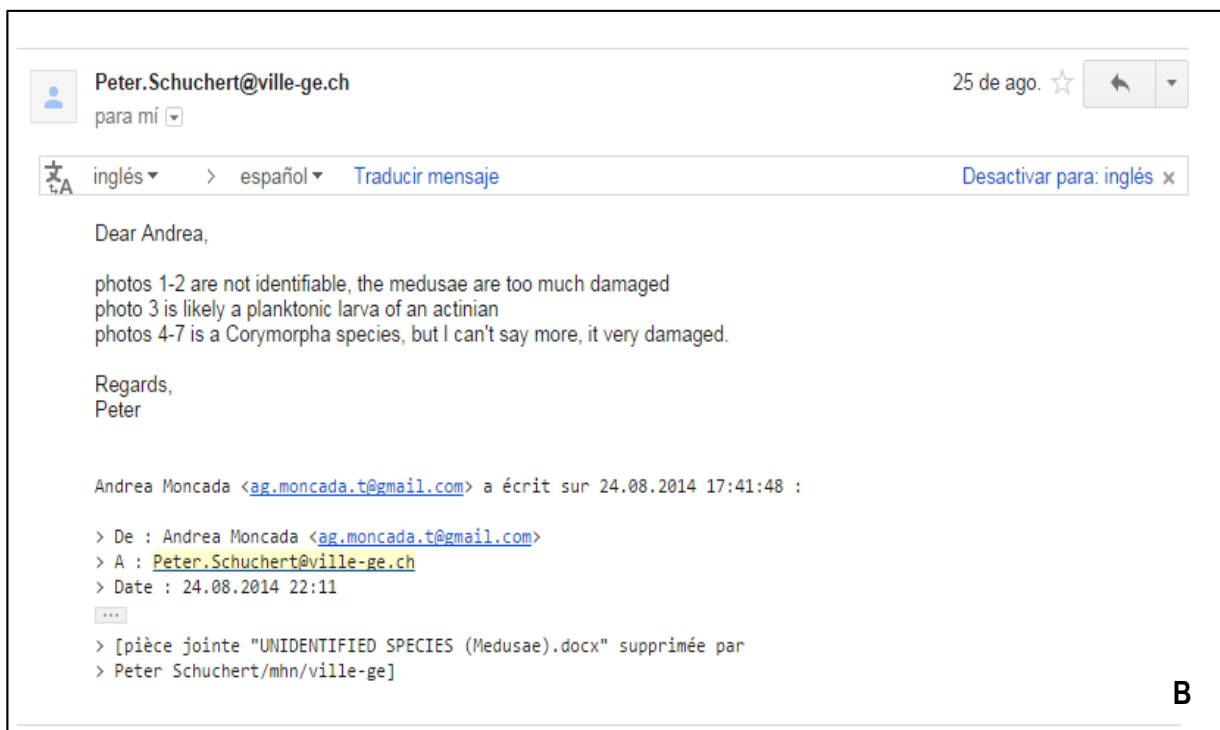 Peter.Schuchert@ville-ge.ch 25 de ago.
para mí
inglés > español Traducir mensaje Desactivar para: inglés x
Dear Andrea,
photos 1-2 are not identifiable, the medusae are too much damaged
photo 3 is likely a planktonic larva of an actinian
photos 4-7 is a Corymorpha species, but I can't say more, it very damaged.
Regards,
Peter
Andrea Moncada <ag.moncada.t@gmail.com> a écrit sur 24.08.2014 17:41:48 :
> De : Andrea Moncada <ag.moncada.t@gmail.com>
> A : Peter.Schuchert@ville-ge.ch
> Date : 24.08.2014 22:11
...
> [pièce jointe "UNIDENTIFIED SPECIES (Medusae).docx" supprimée par
> Peter Schuchert/mhn/ville-ge]
B